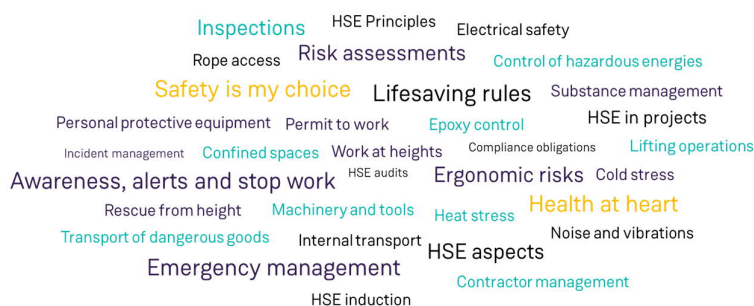 Inspections
HSE Principles
Electrical safety
Rope access
Risk assessments
Control of hazardous energies
Safety is my choice
Lifesaving rules
Substance management
Personal protective equipment
Permit to work
Epoxy control
HSE in projects
Incident management
Confined spaces
Work at heights
Compliance obligations
Lifting operations
Awareness, alerts and stop work
HSE audits
Ergonomic risks
Cold stress
Rescue from height
Machinery and tools
Heat stress
Health at heart
Transport of dangerous goods
Internal transport
HSE aspects
Noise and vibrations
Emergency management
Contractor management
HSE induction